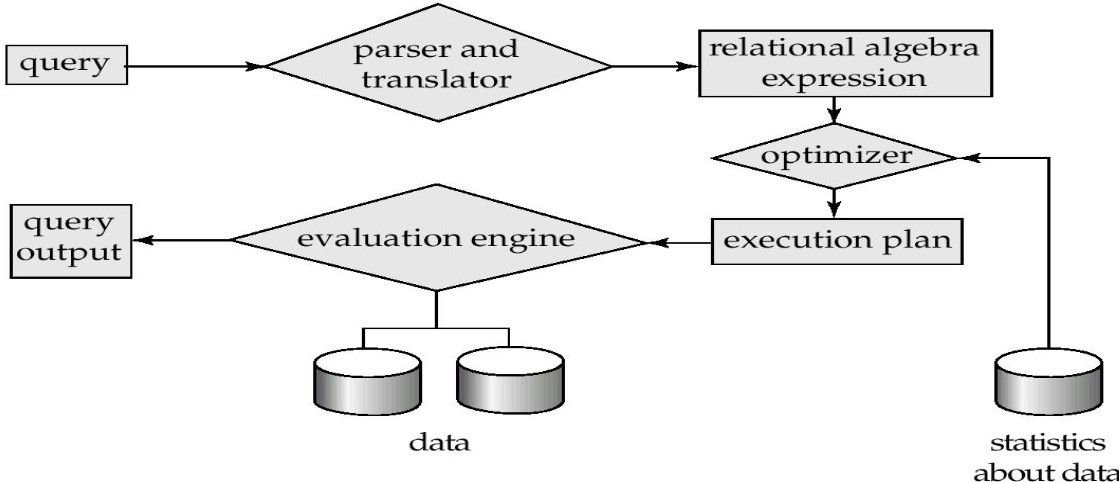 query
parser and
translator
relational algebra
expression
optimizer
query
output
evaluation engine
execution plan
data
statistics
about data